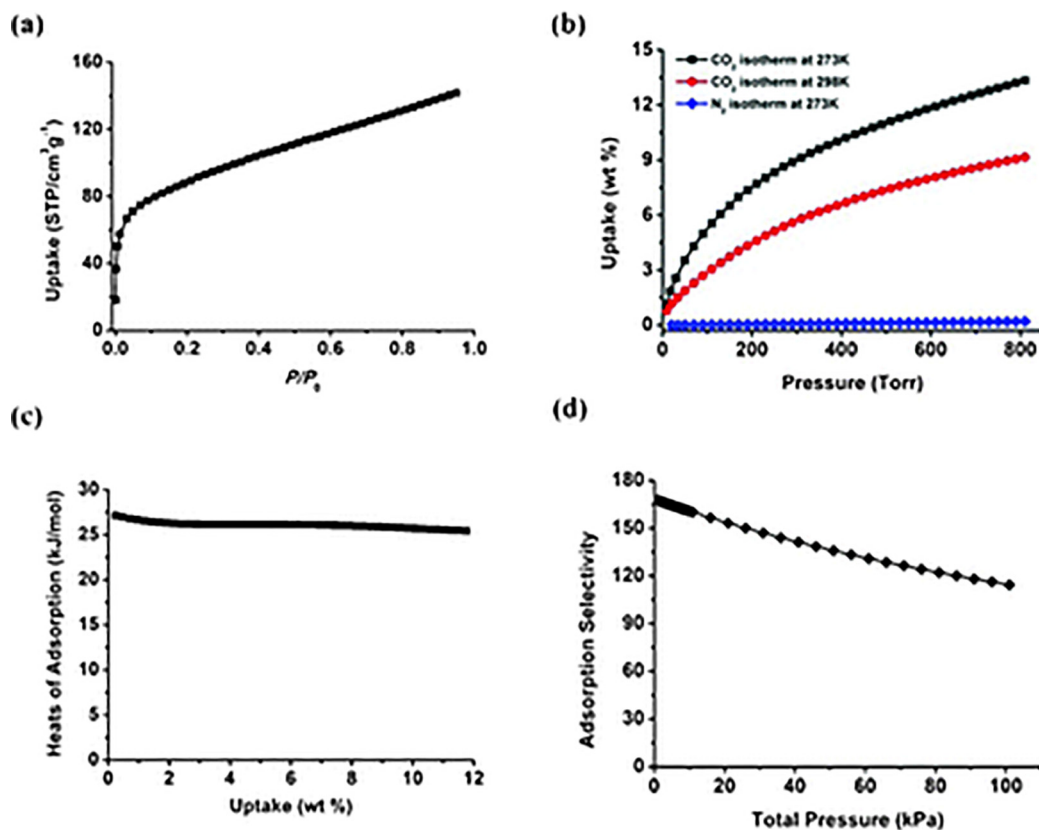 (a)
160
120
80
40
0
0.0 0.2 0.4 0.6 0.8 1.0
Uptake (STP/cm³g⁻¹)
P/P₀
(b)
15
12
9
6
3
0
0 200 400 600 800
Uptake (wt %)
Pressure (Torr)
CO₂ isotherm at 273K
CO₂ isotherm at 298K
N₂ isotherm at 273K
(c)
30
25
20
15
10
5
0
0 2 4 6 8 10 12
Heats of Adsorption (kJ/mol)
Uptake (wt %)
(d)
180
150
120
90
60
30
0
0 20 40 60 80 100
Adsorption Selectivity
Total Pressure (kPa)